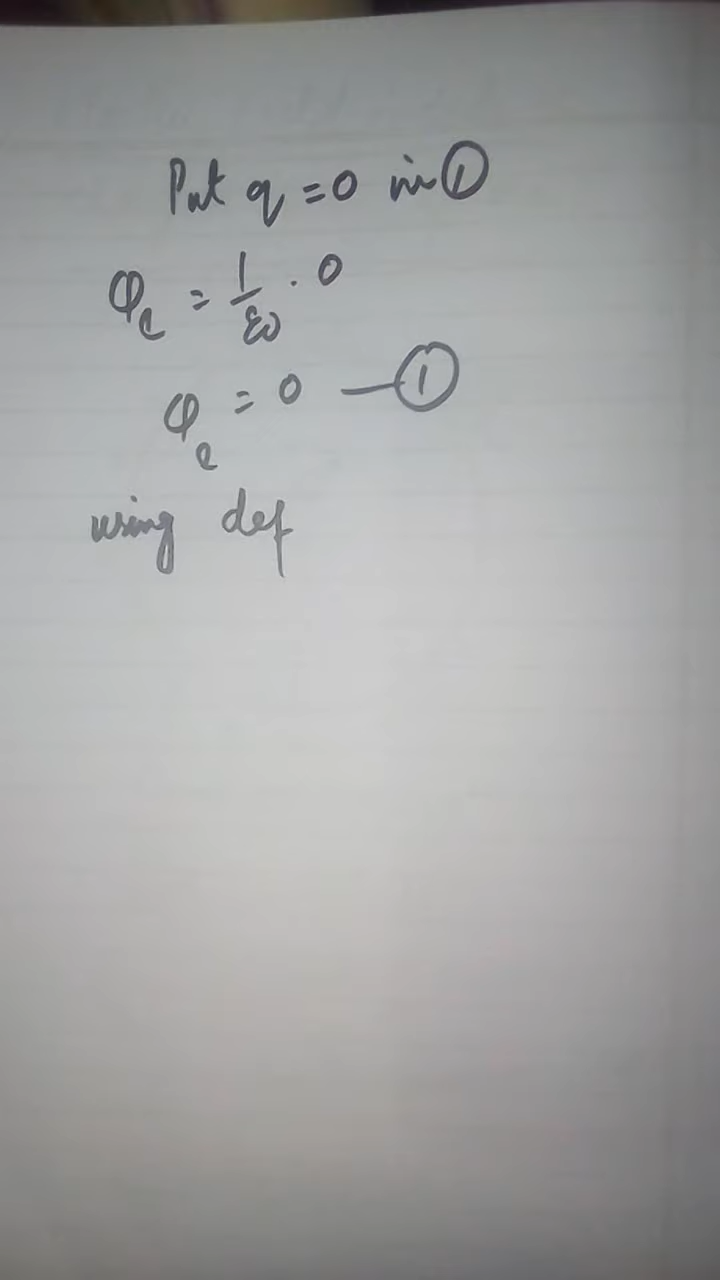 Put q = 0 in ①
φe = 1/ε0 . 0
φe = 0 —①
using def